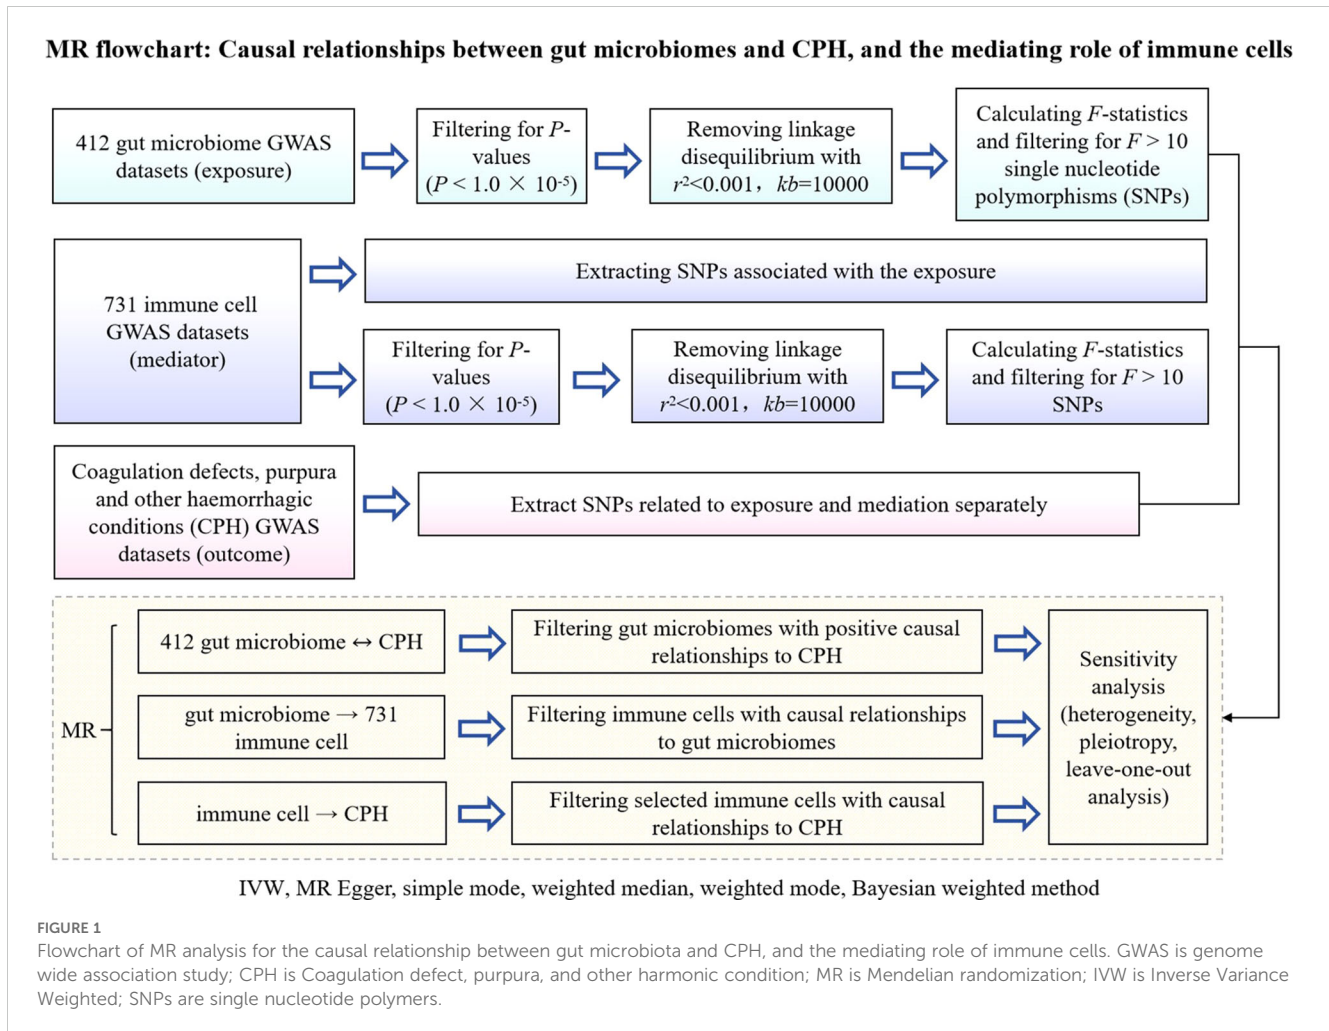 MR flowchart: Causal relationships between gut microbiomes and CPH, and the mediating role of immune cells
412 gut microbiome GWAS
datasets (exposure)
Filtering for P-
values
(P < 1.0 × 10⁻⁵)
Removing linkage
disequilibrium with
r²<0.001，kb=10000
Calculating F-statistics
and filtering for F > 10
single nucleotide
polymorphisms (SNPs)
731 immune cell
GWAS datasets
(mediator)
Extracting SNPs associated with the exposure
Filtering for P-
values
(P < 1.0 × 10⁻⁵)
Removing linkage
disequilibrium with
r²<0.001，kb=10000
Calculating F-statistics
and filtering for F > 10
SNPs
Coagulation defects, purpura
and other haemorrhagic
conditions (CPH) GWAS
datasets (outcome)
Extract SNPs related to exposure and mediation separately
MR
412 gut microbiome ↔ CPH
Filtering gut microbiomes with positive causal
relationships to CPH
gut microbiome → 731
immune cell
Filtering immune cells with causal relationships
to gut microbiomes
immune cell → CPH
Filtering selected immune cells with causal
relationships to CPH
Sensitivity
analysis
(heterogeneity,
pleiotropy,
leave-one-out
analysis)
IVW, MR Egger, simple mode, weighted median, weighted mode, Bayesian weighted method
FIGURE 1
Flowchart of MR analysis for the causal relationship between gut microbiota and CPH, and the mediating role of immune cells. GWAS is genome
wide association study; CPH is Coagulation defect, purpura, and other harmonic condition; MR is Mendelian randomization; IVW is Inverse Variance
Weighted; SNPs are single nucleotide polymers.